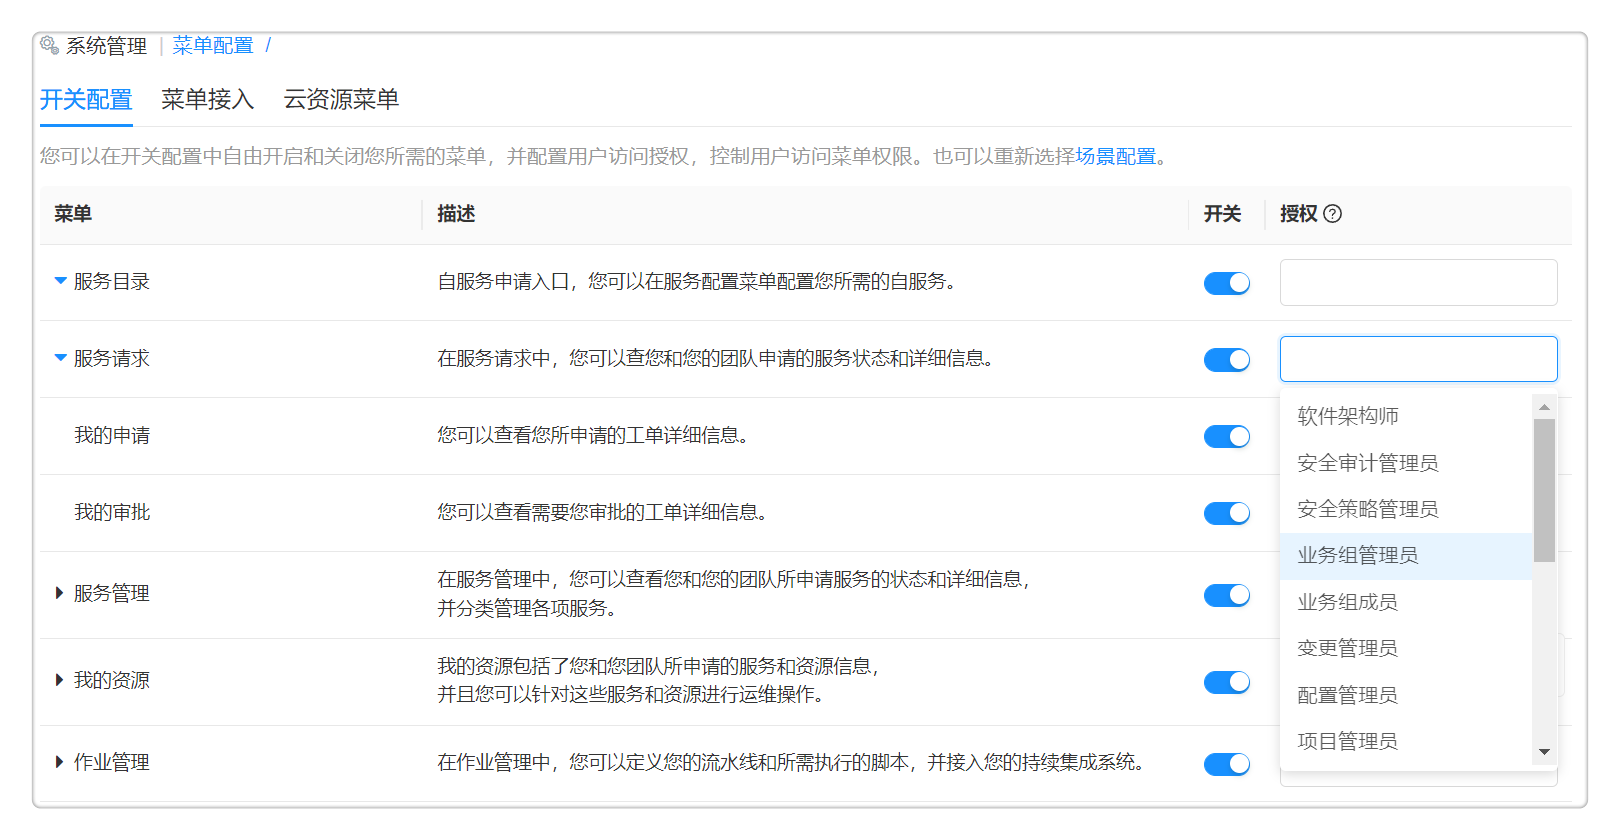 系统管理 | 菜单配置 /
开关配置 菜单接入 云资源菜单
您可以在开关配置中自由开启和关闭您所需的菜单，并配置用户访问授权，控制用户访问菜单权限。也可以重新选择场景配置。
菜单 描述 开关 授权 ?
服务目录 自服务申请入口，您可以在服务配置菜单配置您所需的自服务。
服务请求 在服务请求中，您可以查您和您的团队申请的服务状态和详细信息。
我的申请 您可以查看您所申请的工单详细信息。
我的审批 您可以查看需要您审批的工单详细信息。
服务管理 在服务管理中，您可以查看您和您的团队所申请服务的状态和详细信息，
并分类管理各项服务。
我的资源 我的资源包括了您和您团队所申请的服务和资源信息，
并且您可以针对这些服务和资源进行运维操作。
作业管理 在作业管理中，您可以定义您的流水线和所需执行的脚本，并接入您的持续集成系统。
软件架构师
安全审计管理员
安全策略管理员
业务组管理员
业务组成员
变更管理员
配置管理员
项目管理员